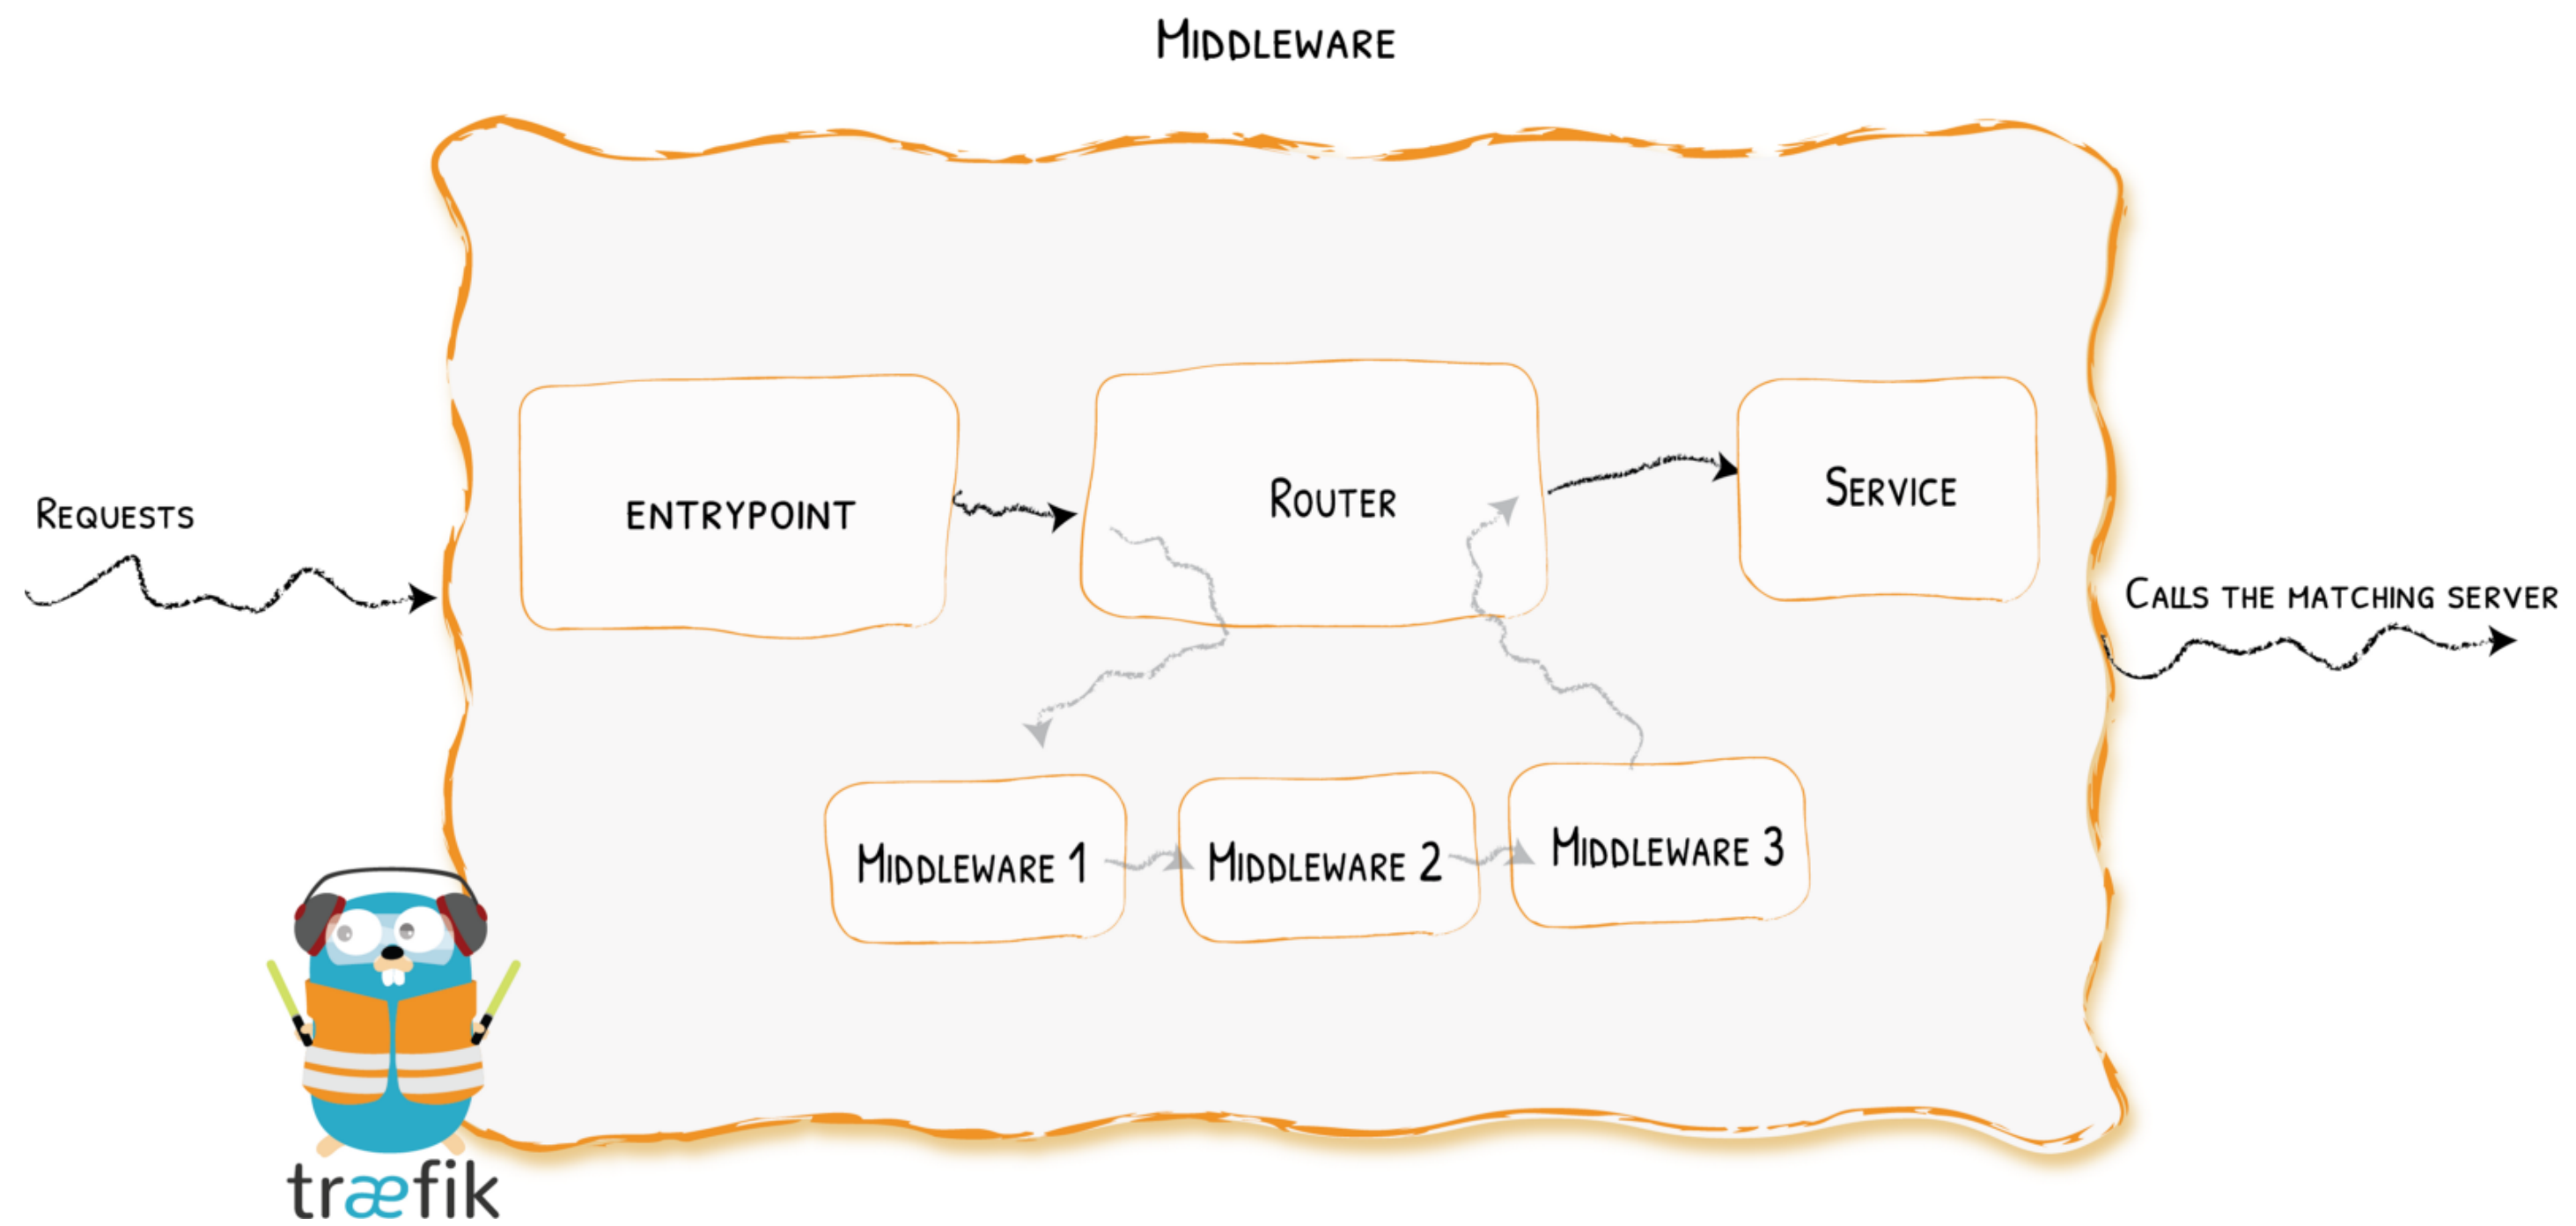 MIDDLEWARE
REQUESTS
ENTRYPOINT
ROUTER
SERVICE
CALLS THE MATCHING SERVER
MIDDLEWARE 1
MIDDLEWARE 2
MIDDLEWARE 3
træfik